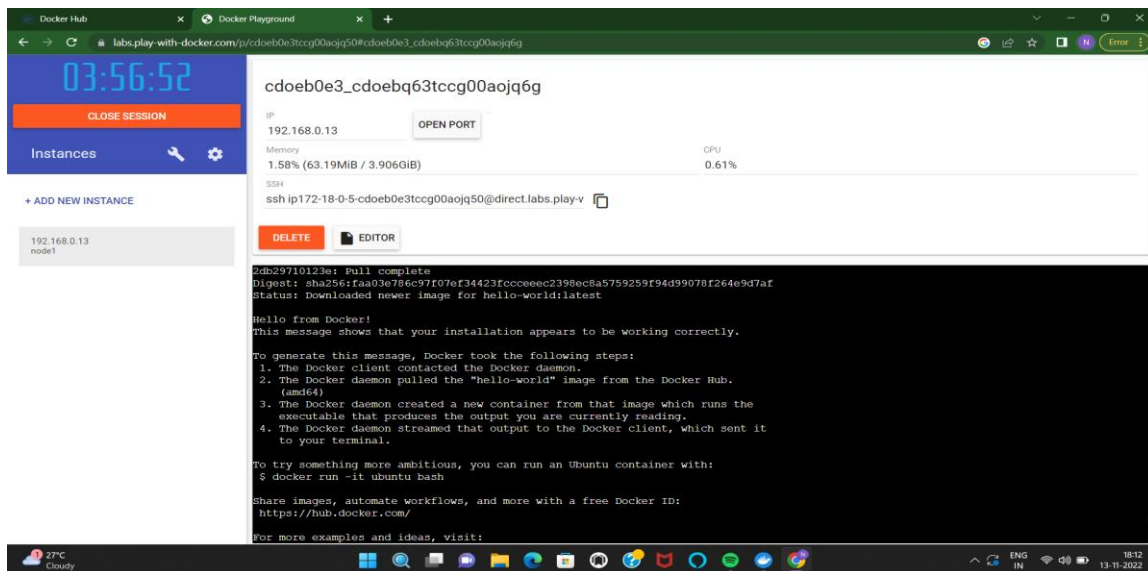 Docker Hub
Docker Playground
labs.play-with-docker.com/p/cdoeb0e3tccg00aojq50#cdoeb0e3_cdoebq63tccg00aojq6g
N
Error
03:56:52
CLOSE SESSION
Instances
+ ADD NEW INSTANCE
192.168.0.13
node1
cdoeb0e3_cdoebq63tccg00aojq6g
IP
192.168.0.13
OPEN PORT
Memory
1.58% (63.19MiB / 3.906GiB)
CPU
0.61%
SSH
ssh ip172-18-0-5-cdoeb0e3tccg00aojq50@direct.labs.play-v
DELETE
EDITOR
2db29710123e: Pull complete
Digest: sha256:faa03e786c97f07ef34423fccceeec2398ec8a5759259f94d99078f264e9d7af
Status: Downloaded newer image for hello-world:latest
Hello from Docker!
This message shows that your installation appears to be working correctly.
To generate this message, Docker took the following steps:
1. The Docker client contacted the Docker daemon.
2. The Docker daemon pulled the "hello-world" image from the Docker Hub.
(amd64)
3. The Docker daemon created a new container from that image which runs the
executable that produces the output you are currently reading.
4. The Docker daemon streamed that output to the Docker client, which sent it
to your terminal.
To try something more ambitious, you can run an Ubuntu container with:
$ docker run -it ubuntu bash
Share images, automate workflows, and more with a free Docker ID:
https://hub.docker.com/
For more examples and ideas, visit:
1
27°C
Cloudy
ENG
IN
18:12
13-11-2022